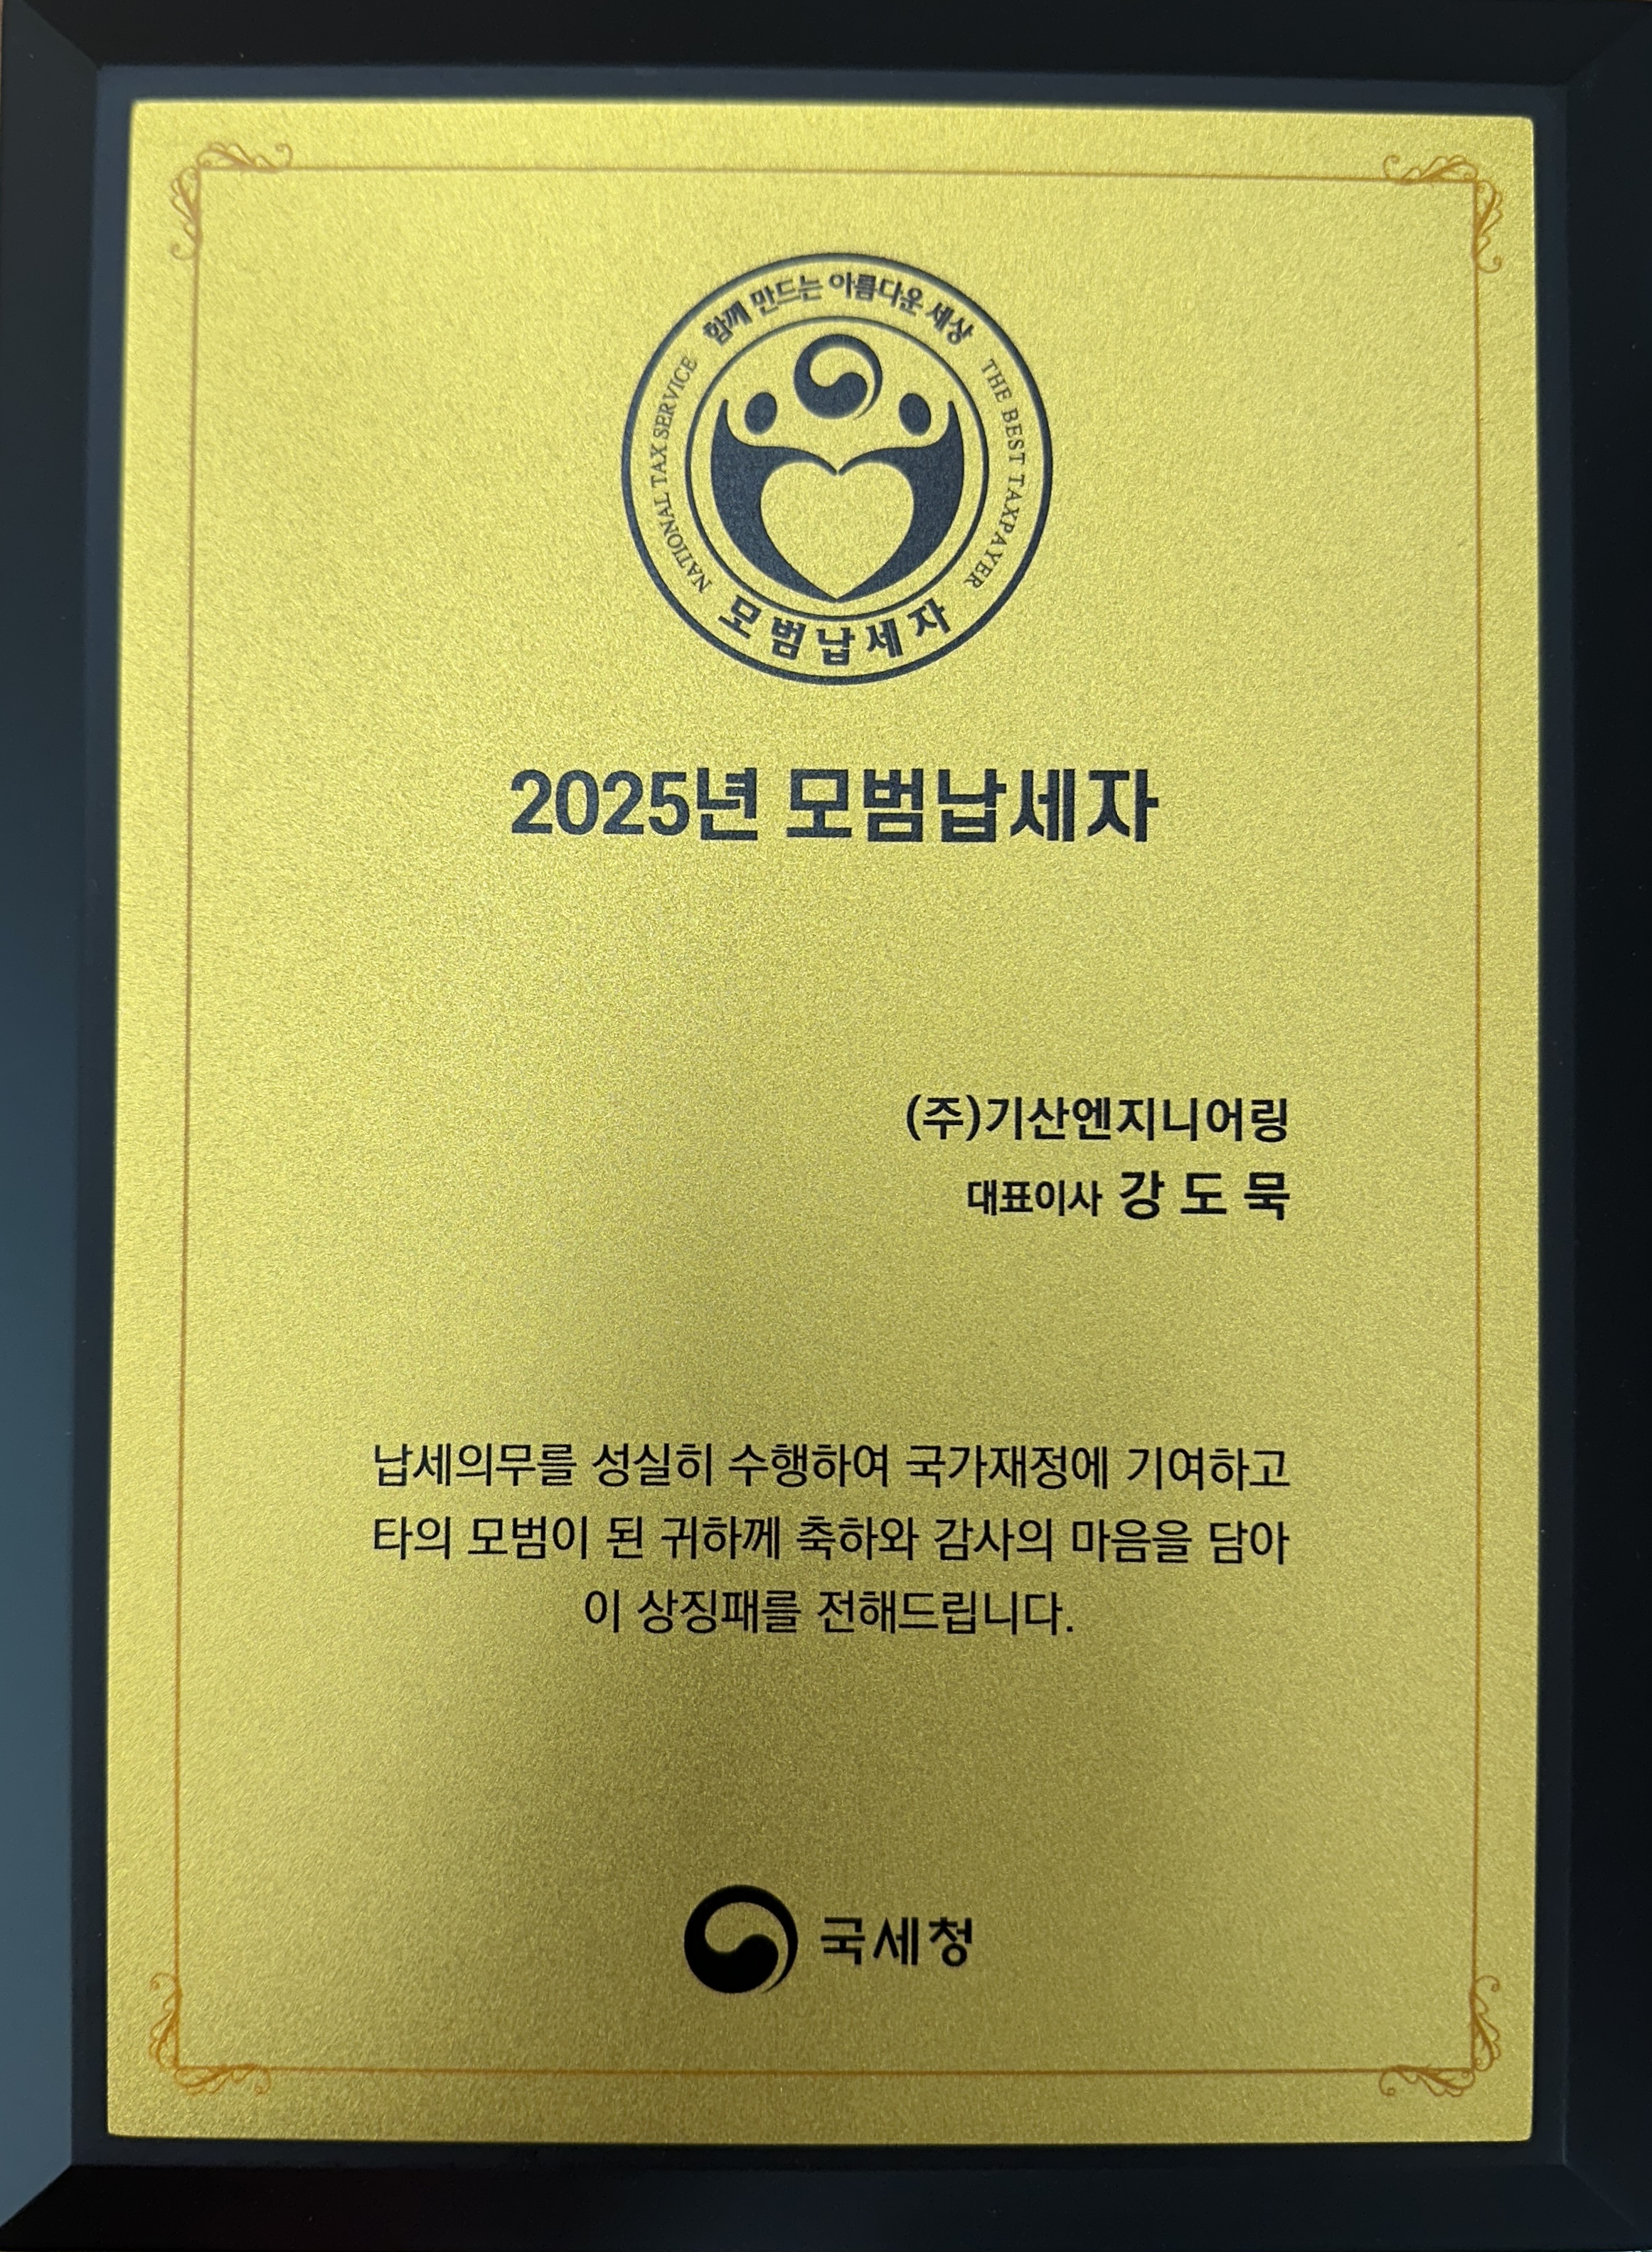 함께 만드는 아름다운 세상
NATIONAL TAX SERVICE
THE BEST TAXPAYER
모범납세자
2025년 모범납세자
(주)기산엔지니어링
대표이사 강 도 묵
납세의무를 성실히 수행하여 국가재정에 기여하고
타의 모범이 된 귀하께 축하와 감사의 마음을 담아
이 상징패를 전해드립니다.
국세청